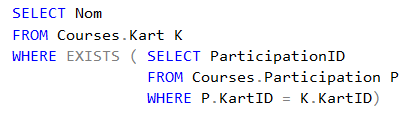 SELECT Nom
FROM Courses.Kart K
WHERE EXISTS ( SELECT ParticipationID
FROM Courses.Participation P
WHERE P.KartID = K.KartID)